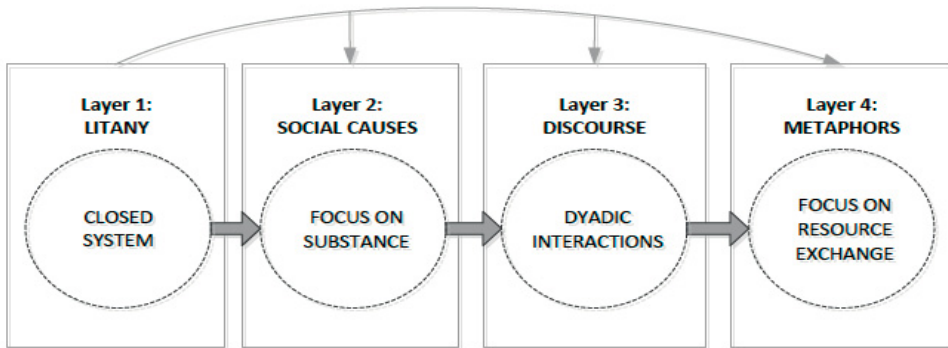 Layer 1:
LITANY
CLOSED
SYSTEM
Layer 2:
SOCIAL CAUSES
FOCUS ON
SUBSTANCE
Layer 3:
DISCOURSE
DYADIC
INTERACTIONS
Layer 4:
METAPHORS
FOCUS ON
RESOURCE
EXCHANGE